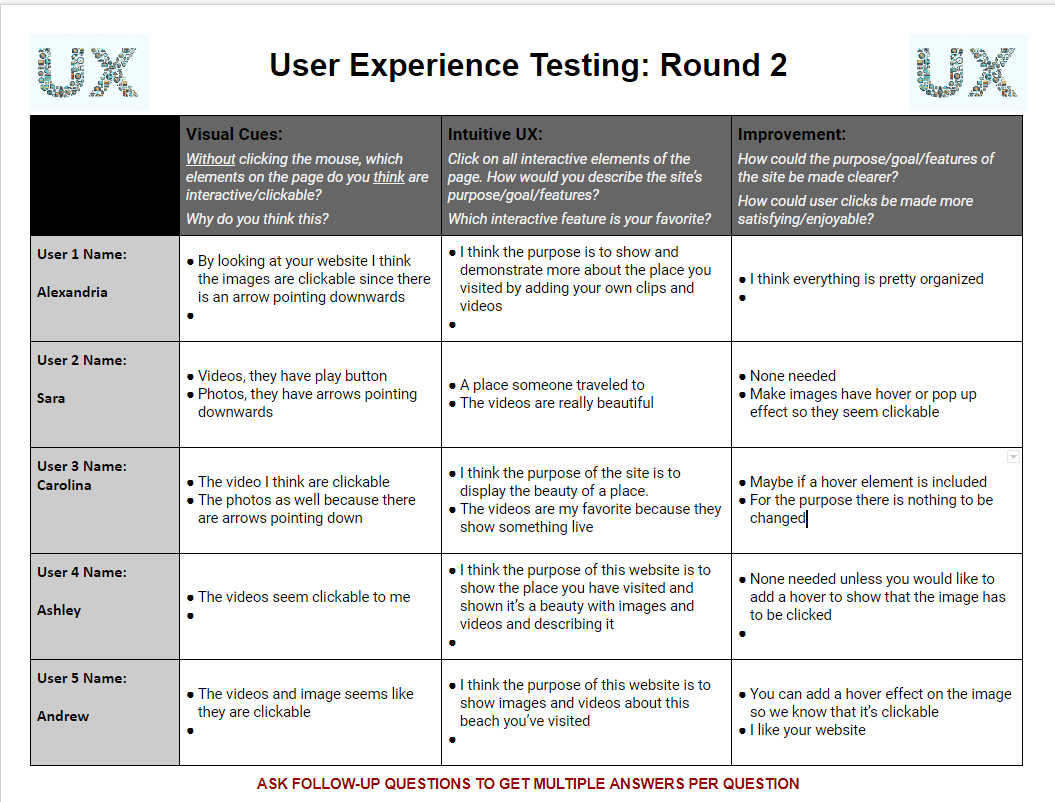 UX
User Experience Testing: Round 2
UX
Visual Cues:
Without clicking the mouse, which
elements on the page do you think are
interactive/clickable?
Why do you think this?
Intuitive UX:
Click on all interactive elements of the
page. How would you describe the site's
purpose/goal/features?
Which interactive feature is your favorite?
Improvement:
How could the purpose/goal/features of
the site be made clearer?
How could user clicks be made more
satisfying/enjoyable?
User 1 Name:
Alexandria
● By looking at your website I think
the images are clickable since there
is an arrow pointing downwards
●
● I think the purpose is to show and
demonstrate more about the place you
visited by adding your own clips and
videos
●
● I think everything is pretty organized
●
User 2 Name:
Sara
● Videos, they have play button
● Photos, they have arrows pointing
downwards
● A place someone traveled to
● The videos are really beautiful
● None needed
● Make images have hover or pop up
effect so they seem clickable
User 3 Name:
Carolina
● The video I think are clickable
● The photos as well because there
are arrows pointing down
● I think the purpose of the site is to
display the beauty of a place.
● The videos are my favorite because they
show something live
● Maybe if a hover element is included
● For the purpose there is nothing to be
changed
User 4 Name:
Ashley
● The videos seem clickable to me
●
● I think the purpose of this website is to
show the place you have visited and
shown it's a beauty with images and
videos and describing it
●
● None needed unless you would like to
add a hover to show that the image has
to be clicked
●
User 5 Name:
Andrew
● The videos and image seems like
they are clickable
●
● I think the purpose of this website is to
show images and videos about this
beach you've visited
●
● You can add a hover effect on the image
so we know that it's clickable
● I like your website
ASK FOLLOW-UP QUESTIONS TO GET MULTIPLE ANSWERS PER QUESTION